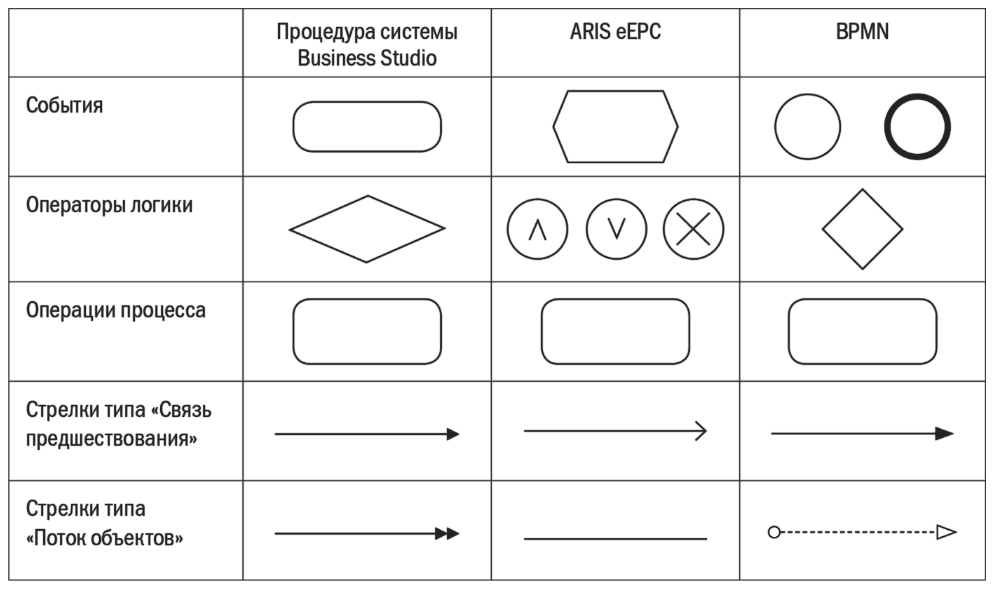 Процедура системы
Business Studio
ARIS eEPC
BPMN
События
Операторы логики
Операции процесса
Стрелки типа «Связь
предшествования»
Стрелки типа
«Поток объектов»